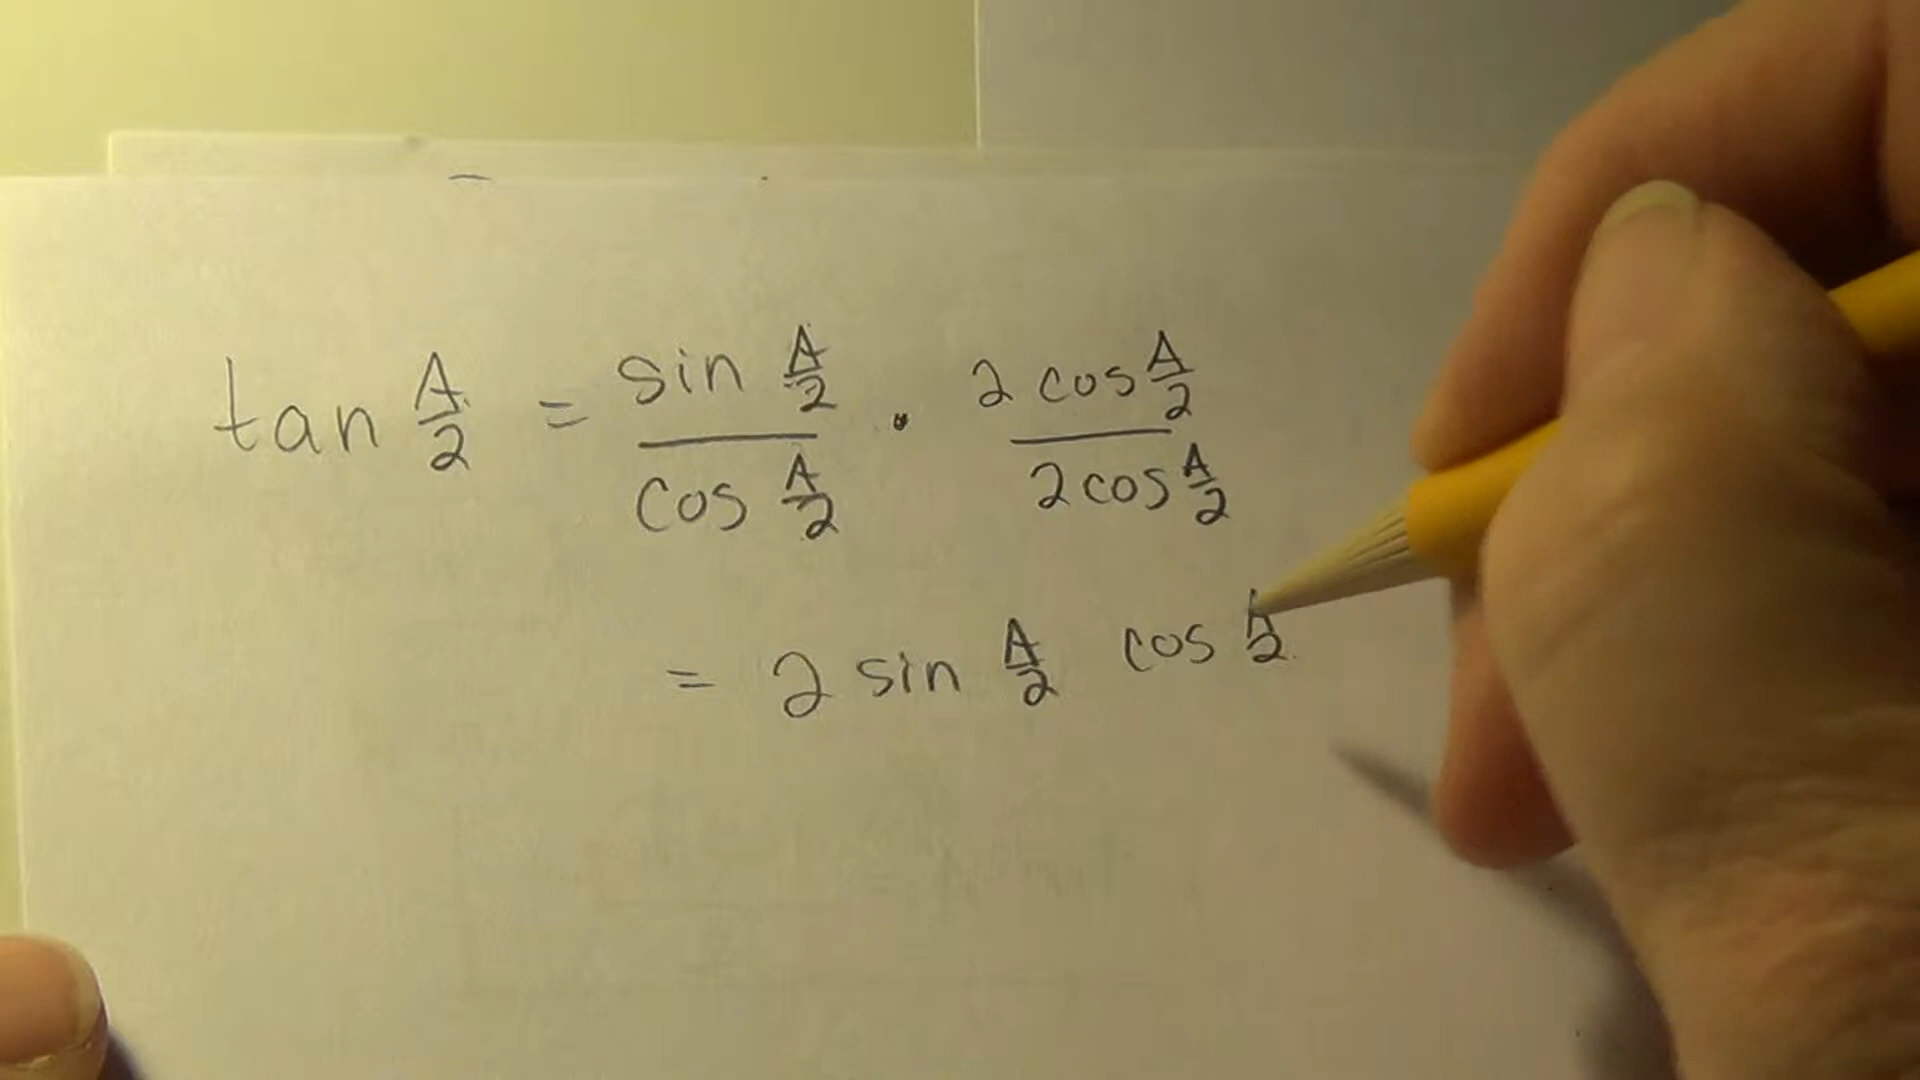 tan A/2 = sin A/2 / cos A/2 · 2 cos A/2 / 2 cos A/2
= 2 sin A/2 cos A/2